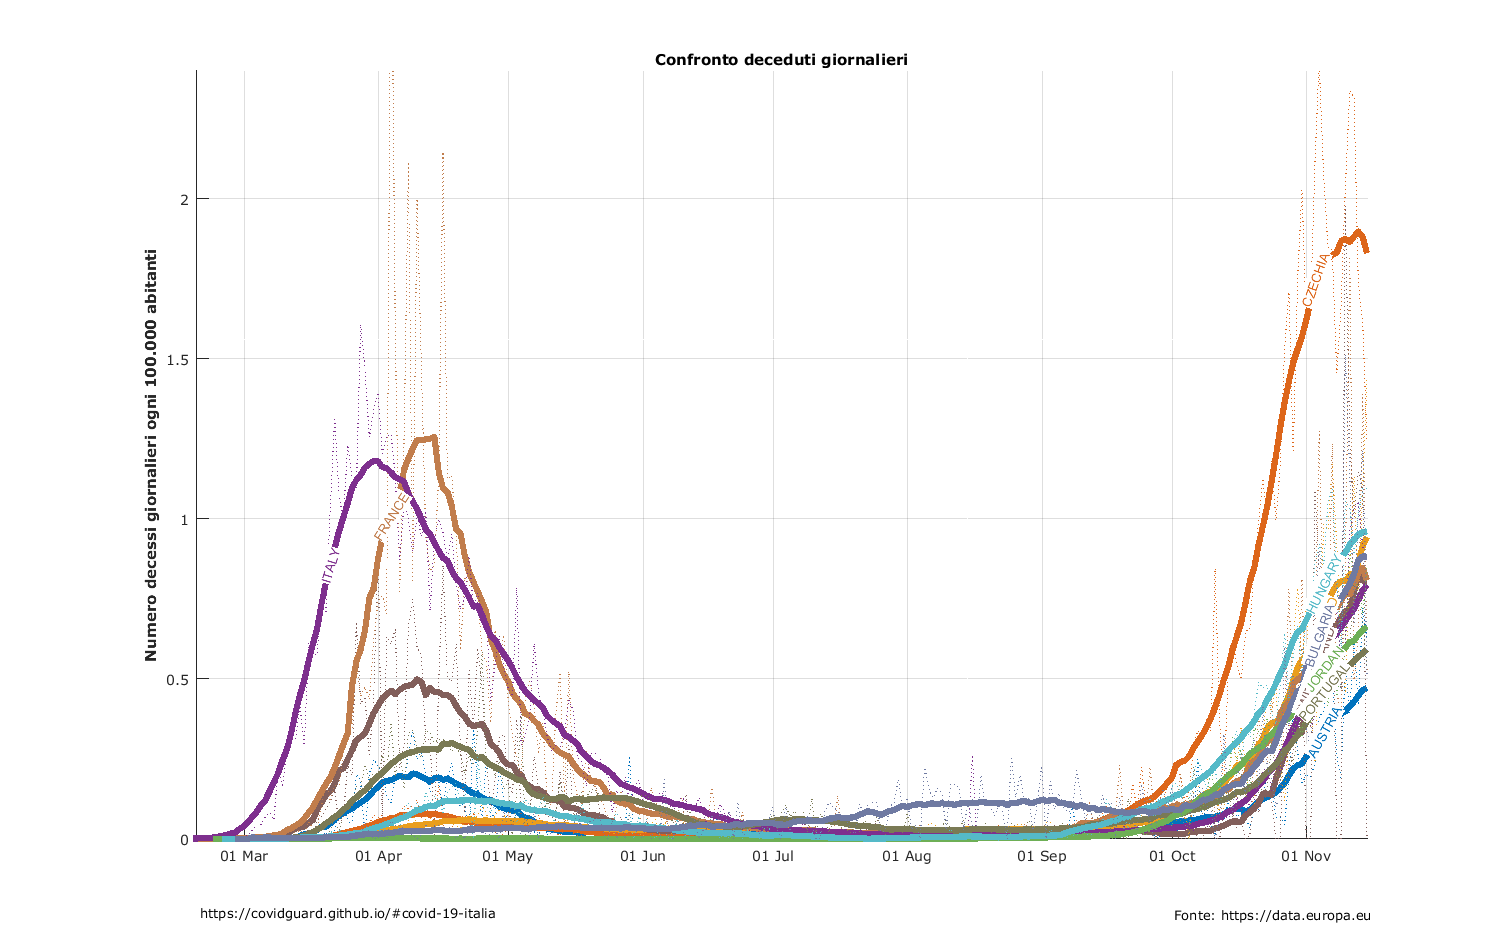 Confronto deceduti giornalieri
Numero decessi giornalieri ogni 100.000 abitanti
2
1.5
1
0.5
0
CZECHIA
FRANCE
ITALY
HUNGARY
BULGARIA
JORDAN
PORTUGAL
AUSTRIA
01 Mar
01 Apr
01 May
01 Jun
01 Jul
01 Aug
01 Sep
01 Oct
01 Nov
https://covidguard.github.io/#covid-19-italia
Fonte: https://data.europa.eu